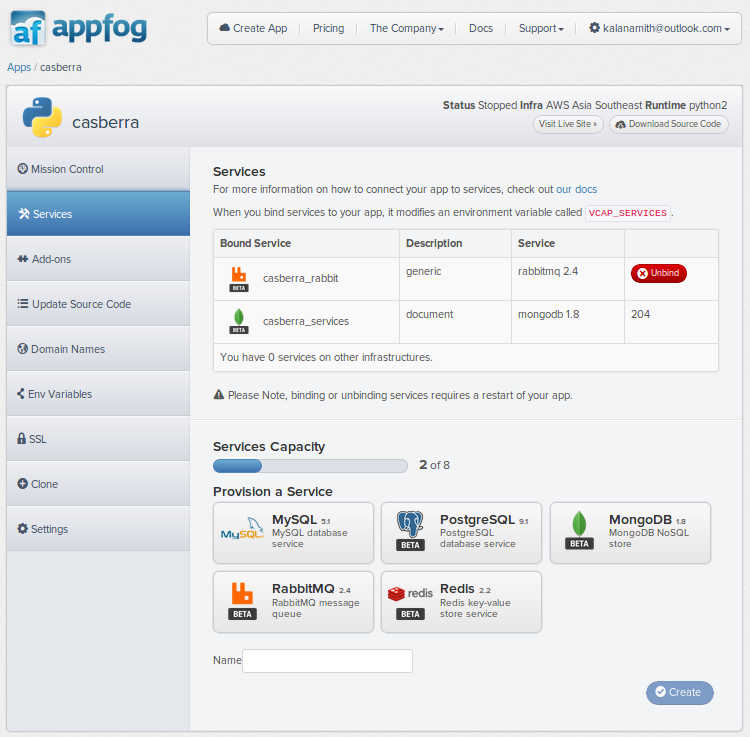 af appfog
Create App
Pricing
The Company
Docs
Support
kalanamith@outlook.com
Apps / casberra
casberra
Status Stopped Infra AWS Asia Southeast Runtime python2
Visit Live Site »
Download Source Code
Mission Control
Services
Add-ons
Update Source Code
Domain Names
Env Variables
SSL
Clone
Settings
Services
For more information on how to connect your app to services, check out our docs
When you bind services to your app, it modifies an environment variable called VCAP_SERVICES .
Bound Service Description Service
BETA casberra_rabbit generic rabbitmq 2.4 Unbind
BETA casberra_services document mongodb 1.8 204
You have 0 services on other infrastructures.
Please Note, binding or unbinding services requires a restart of your app.
Services Capacity
2 of 8
Provision a Service
MySQL
MySQL 5.1
MySQL database
service
BETA
PostgreSQL 9.1
PostgreSQL
database service
BETA
MongoDB 1.8
MongoDB NoSQL
store
BETA
RabbitMQ 2.4
RabbitMQ message
queue
redis
BETA
Redis 2.2
Redis key-value
store service
Name
Create